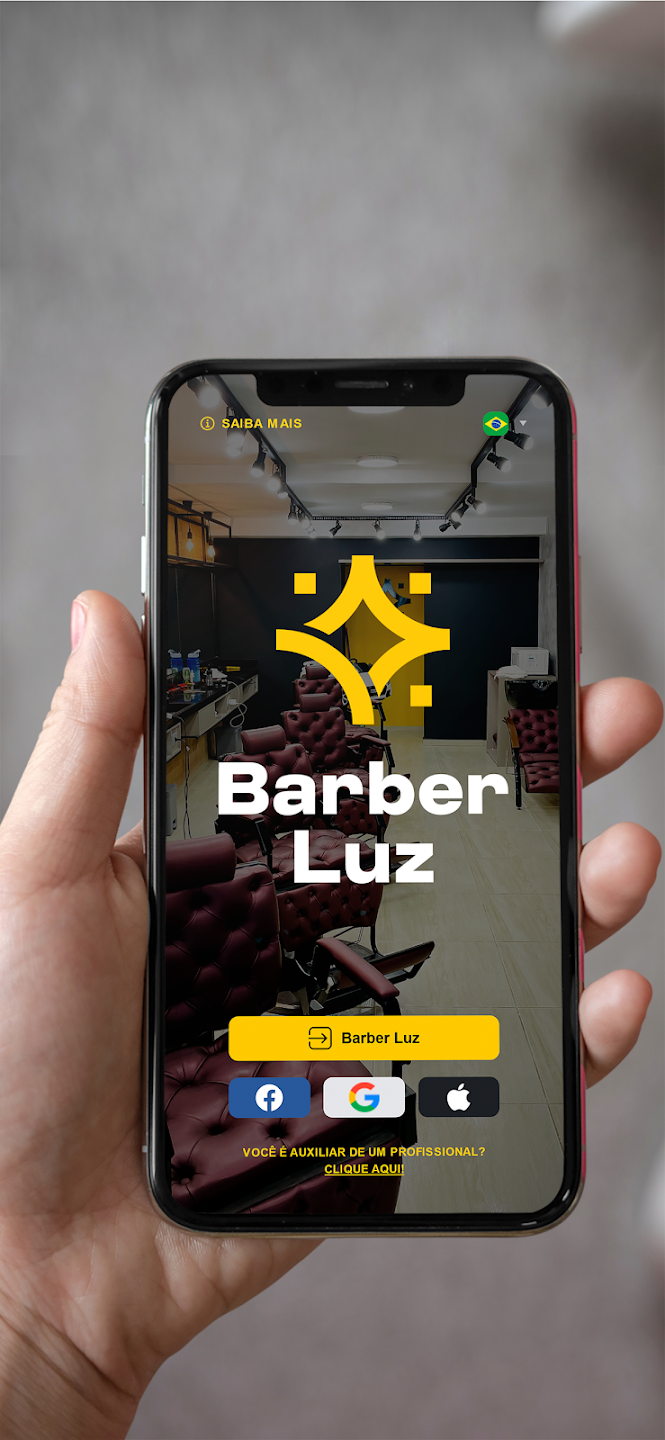 SAIBA MAIS
Barber
Luz
Barber Luz
VOCÊ É AUXILIAR DE UM PROFISSIONAL?
CLIQUE AQUI!